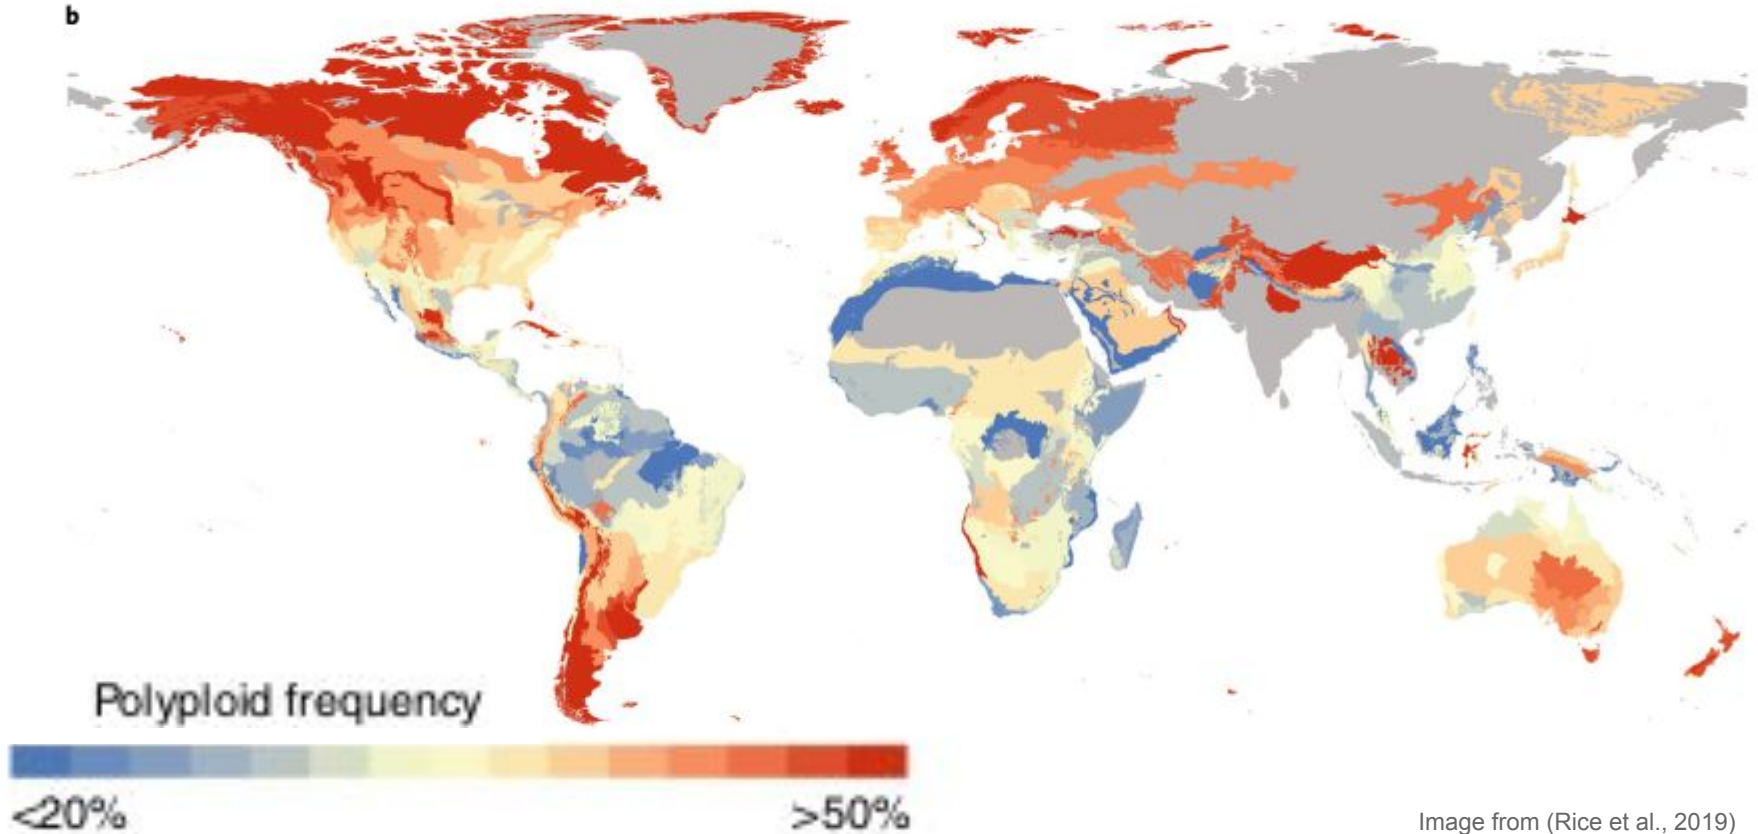 b
Polyploid frequency
<20% >50%
Image from (Rice et al., 2019)